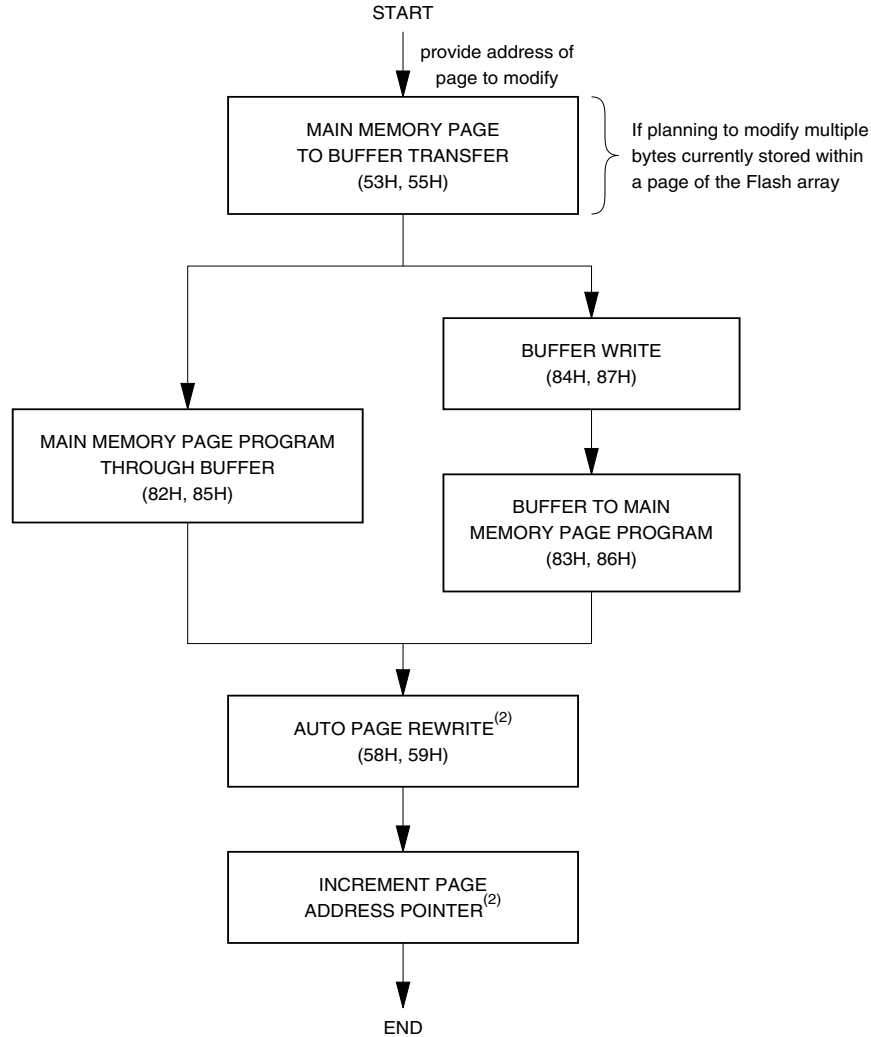 START
provide address of
page to modify
MAIN MEMORY PAGE
TO BUFFER TRANSFER
(53H, 55H)
If planning to modify multiple
bytes currently stored within
a page of the Flash array
BUFFER WRITE
(84H, 87H)
MAIN MEMORY PAGE PROGRAM
THROUGH BUFFER
(82H, 85H)
BUFFER TO MAIN
MEMORY PAGE PROGRAM
(83H, 86H)
AUTO PAGE REWRITE(2)
(58H, 59H)
INCREMENT PAGE
ADDRESS POINTER(2)
END